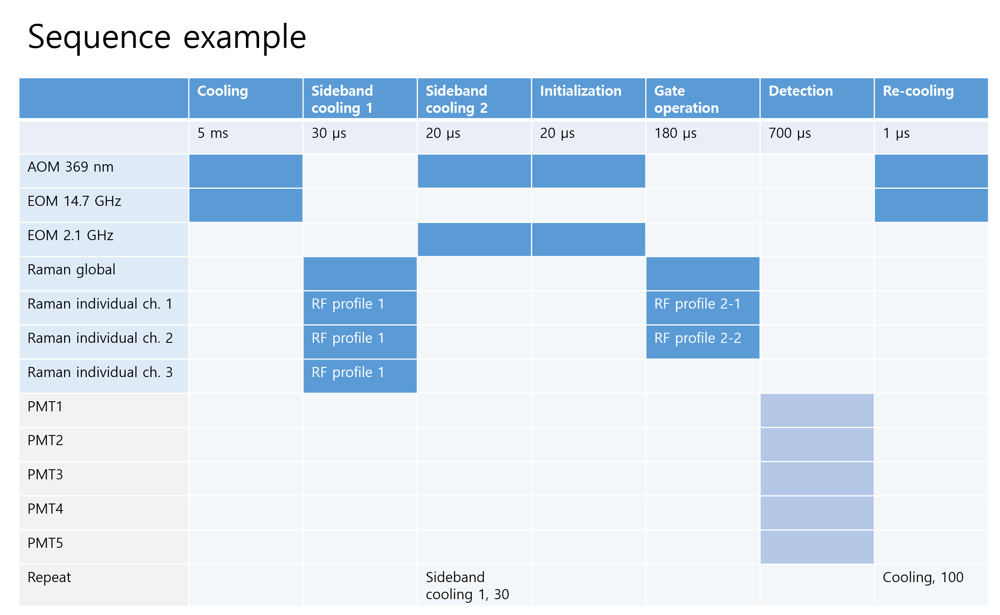 Sequence example
Cooling
Sideband
cooling 1
Sideband
cooling 2
Initialization
Gate
operation
Detection
Re-cooling
5 ms
30 μs
20 μs
20 μs
180 μs
700 μs
1 μs
AOM 369 nm
EOM 14.7 GHz
EOM 2.1 GHz
Raman global
Raman individual ch. 1
RF profile 1
RF profile 2-1
Raman individual ch. 2
RF profile 1
RF profile 2-2
Raman individual ch. 3
RF profile 1
PMT1
PMT2
PMT3
PMT4
PMT5
Repeat
Sideband
cooling 1, 30
Cooling, 100